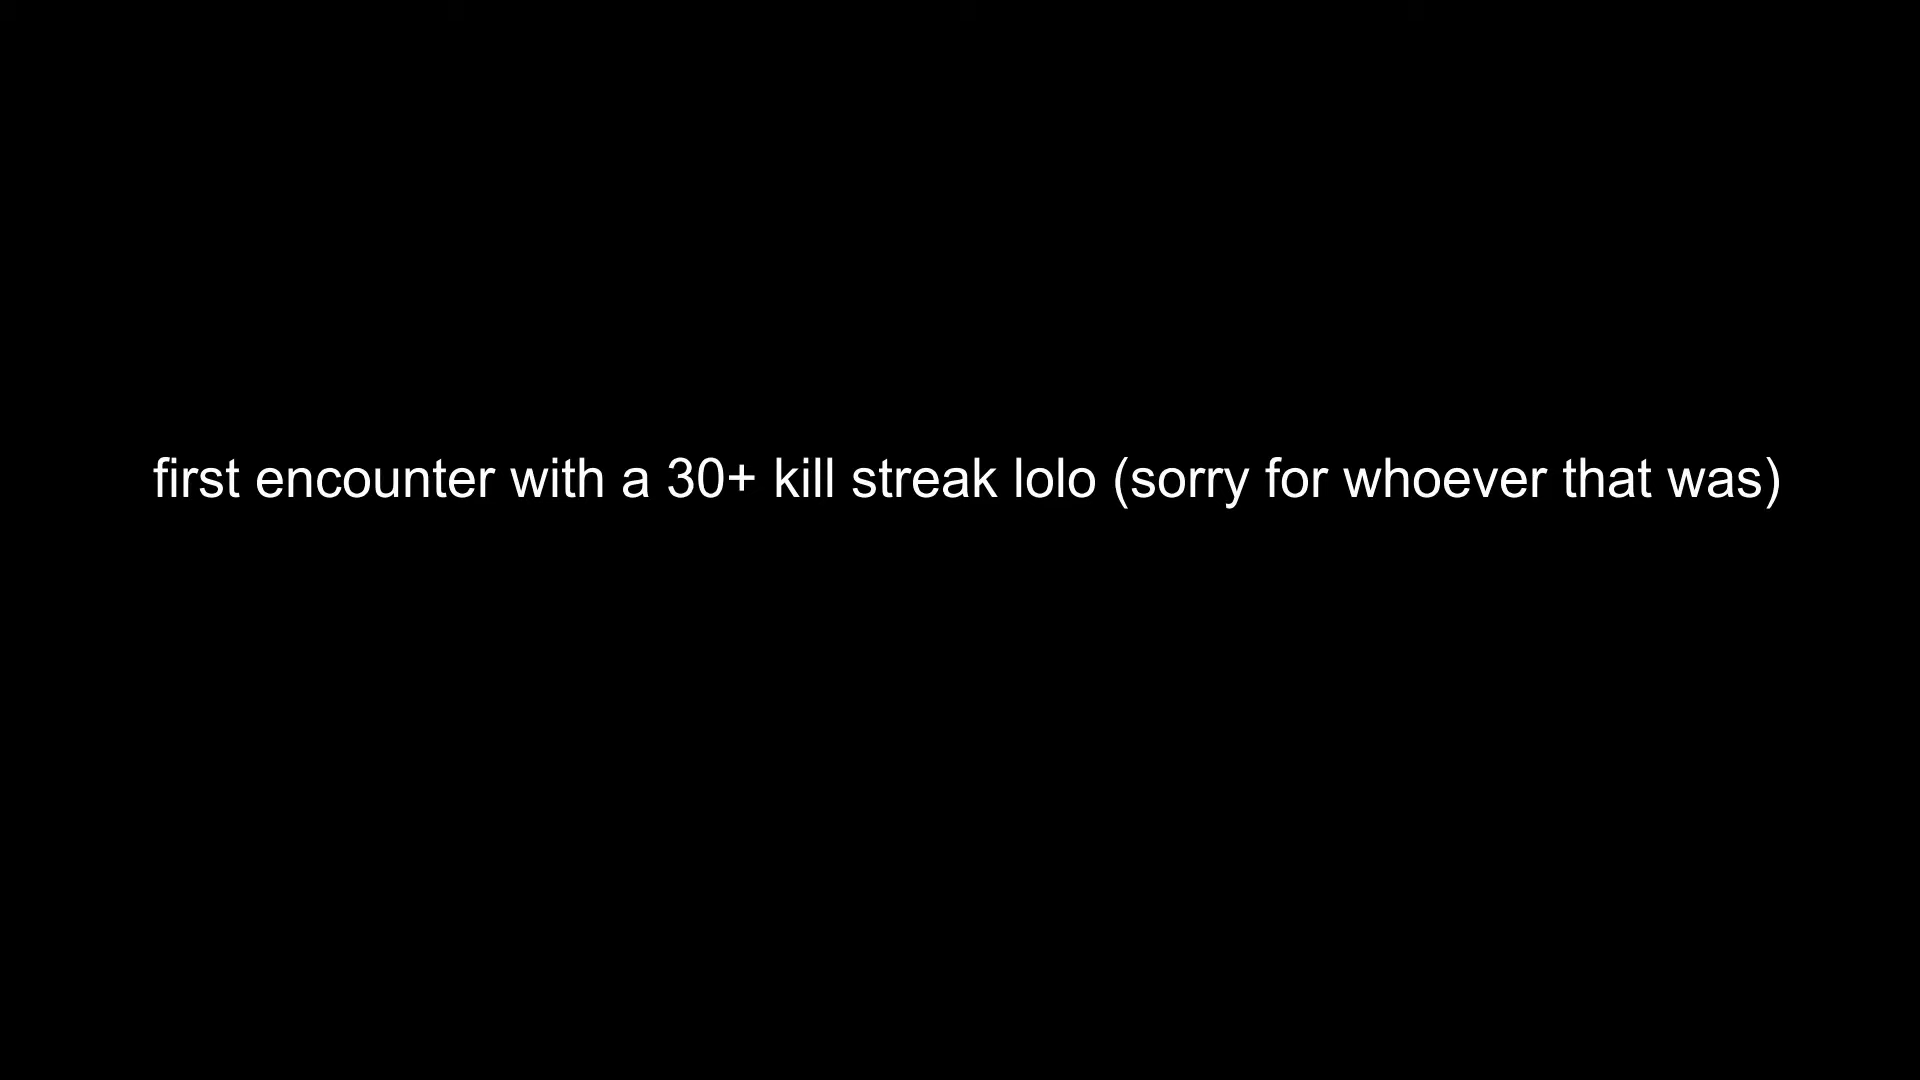 first encounter with a 30+ kill streak lolo (sorry for whoever that was)